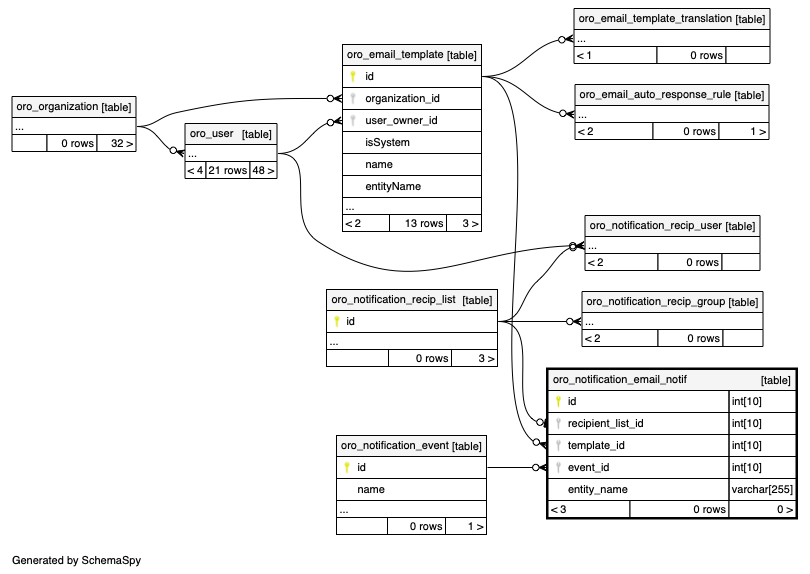 oro_email_template_translation [table]
...
< 1 0 rows
oro_email_template [table]
id
organization_id
user_owner_id
isSystem
name
entityName
...
< 2 13 rows 3 >
oro_email_auto_response_rule [table]
...
< 2 0 rows 1 >
oro_organization [table]
...
0 rows 32 >
oro_user [table]
...
< 4 21 rows 48 >
oro_notification_recip_user [table]
...
< 2 0 rows
oro_notification_recip_list [table]
id
...
0 rows 3 >
oro_notification_recip_group [table]
...
< 2 0 rows
oro_notification_email_notif [table]
id int[10]
recipient_list_id int[10]
template_id int[10]
event_id int[10]
entity_name varchar[255]
< 3 0 rows 0 >
oro_notification_event [table]
id
name
...
0 rows 1 >
Generated by SchemaSpy